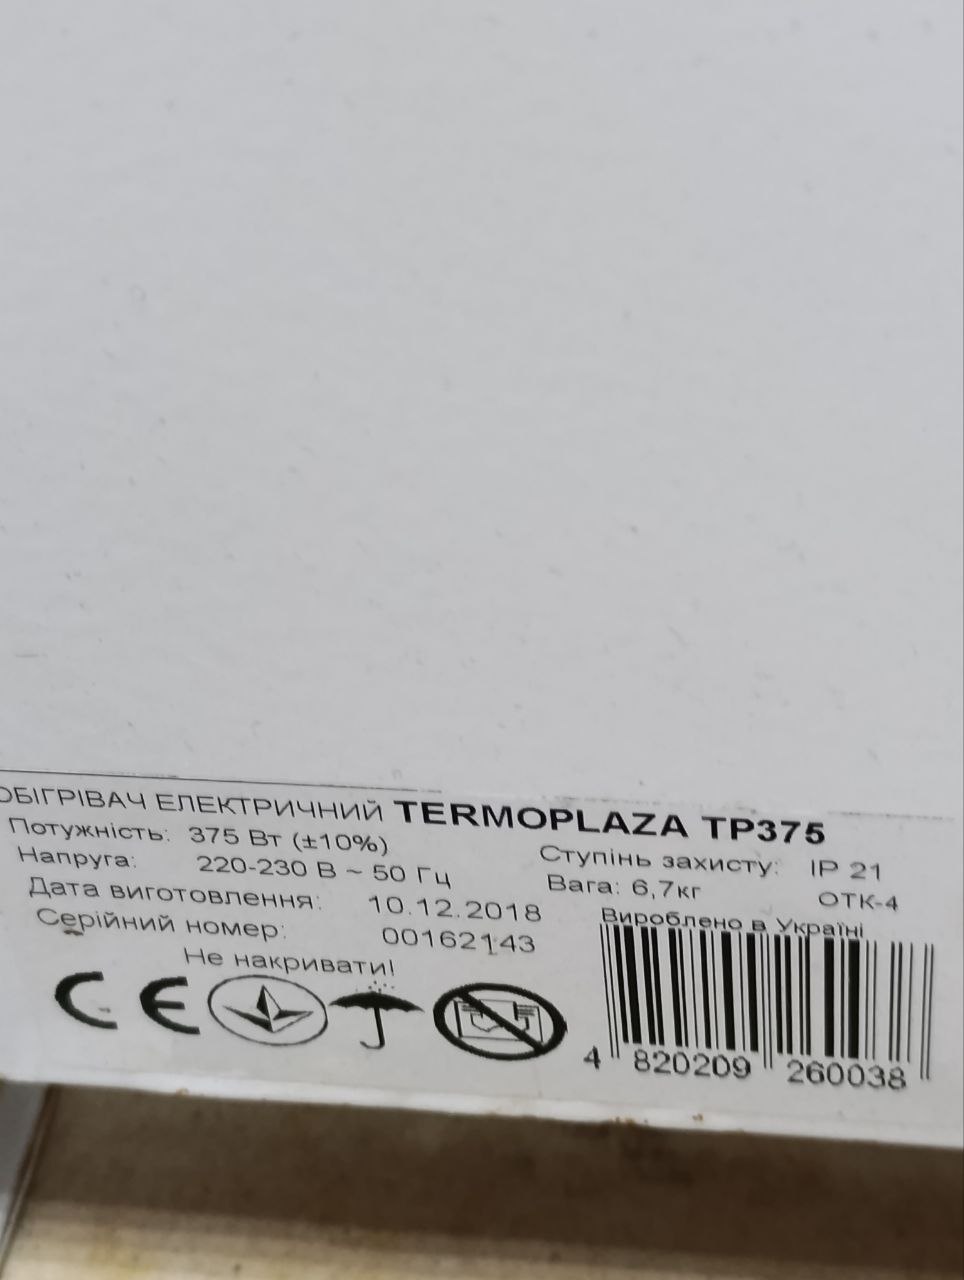 ОБІГРІВАЧ ЕЛЕКТРИЧНИЙ TERMOPLAZA TP375
Потужність: 375 Вт (±10%)
Напруга: 220-230 В ~ 50 Гц
Дата виготовлення: 10.12.2018
Серійний номер: 00162143
Не накривати!
Ступінь захисту: IP 21
Вага: 6,7кг ОТК-4
Вироблено в Україні
CE
4 820209 260038